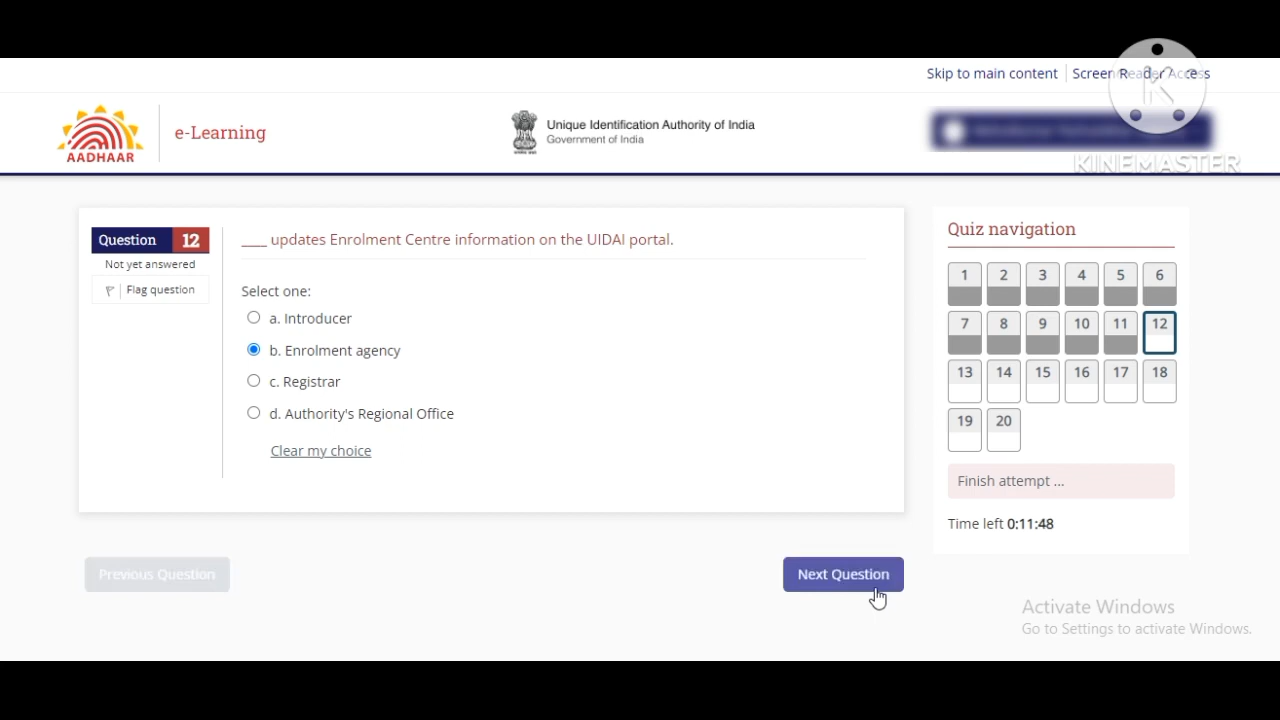 Skip to main content
Screen Reader Access
AADHAAR
e-Learning
Unique Identification Authority of India
Government of India
KINEMASTER
Question 12
Not yet answered
Flag question
____ updates Enrolment Centre information on the UIDAI portal.
Select one:
a. Introducer
b. Enrolment agency
c. Registrar
d. Authority's Regional Office
Clear my choice
Previous Question
Next Question
Quiz navigation
1 2 3 4 5 6
7 8 9 10 11 12
13 14 15 16 17 18
19 20
Finish attempt ...
Time left 0:11:48
Activate Windows
Go to Settings to activate Windows.